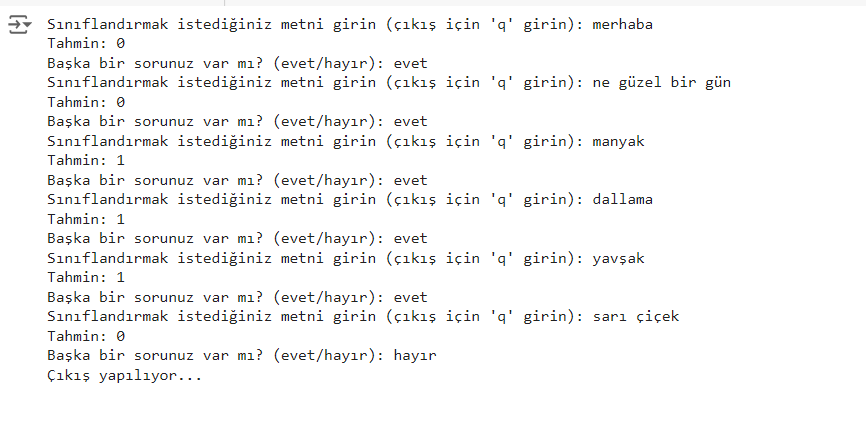 Sınıflandırmak istediğiniz metni girin (çıkış için 'q' girin): merhaba
Tahmin: 0
Başka bir sorunuz var mı? (evet/hayır): evet
Sınıflandırmak istediğiniz metni girin (çıkış için 'q' girin): ne güzel bir gün
Tahmin: 0
Başka bir sorunuz var mı? (evet/hayır): evet
Sınıflandırmak istediğiniz metni girin (çıkış için 'q' girin): manyak
Tahmin: 1
Başka bir sorunuz var mı? (evet/hayır): evet
Sınıflandırmak istediğiniz metni girin (çıkış için 'q' girin): dallama
Tahmin: 1
Başka bir sorunuz var mı? (evet/hayır): evet
Sınıflandırmak istediğiniz metni girin (çıkış için 'q' girin): yavşak
Tahmin: 1
Başka bir sorunuz var mı? (evet/hayır): evet
Sınıflandırmak istediğiniz metni girin (çıkış için 'q' girin): sarı çiçek
Tahmin: 0
Başka bir sorunuz var mı? (evet/hayır): hayır
Çıkış yapılıyor...